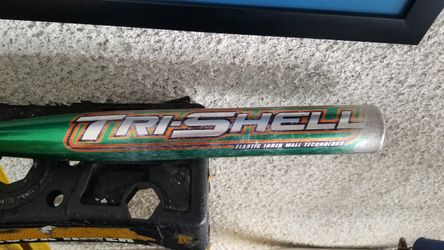 TRI-SHELL
ELASTIC INNER WALL TECHNOLOGY